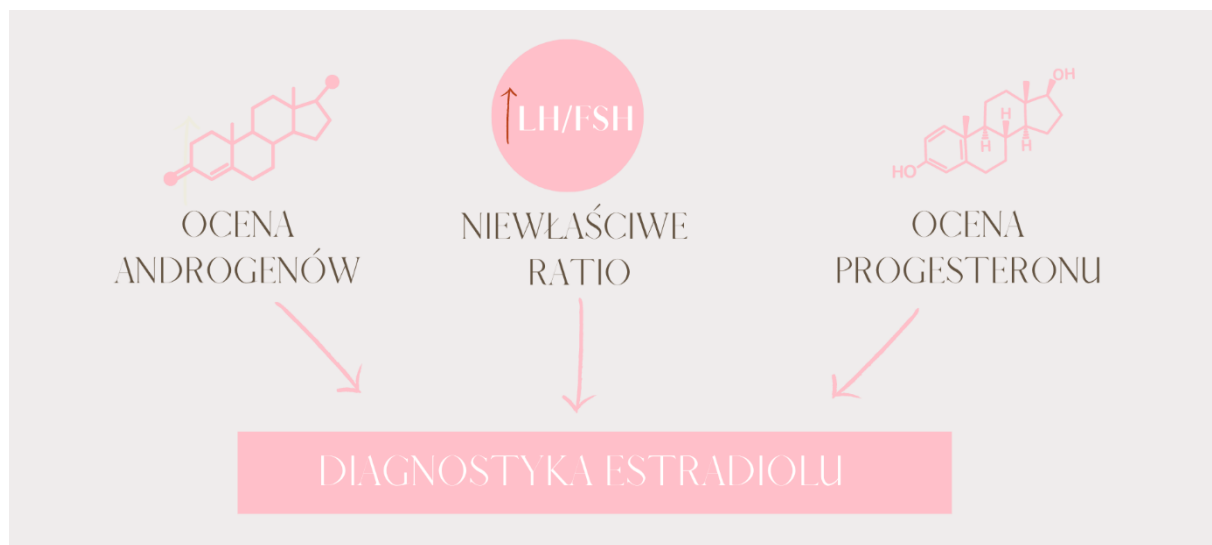 LH/FSH
OCENA
ANDROGENÓW
NIEWŁAŚCIWE
RATIO
OH
H
H
H
HO
OCENA
PROGESTERONU
DIAGNOSTYKA ESTRADIOLU